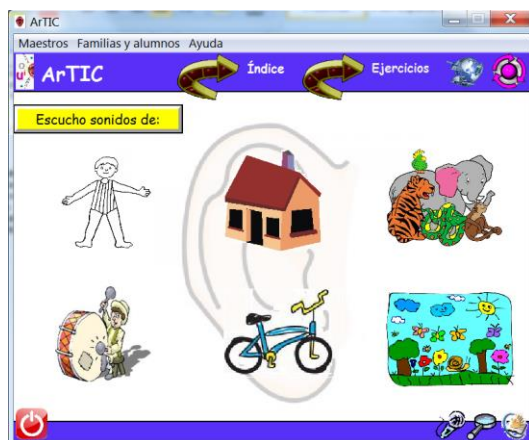 ArTIC
Maestros Familias y alumnos Ayuda
ArTIC Índice Ejercicios
Escucho sonidos de: